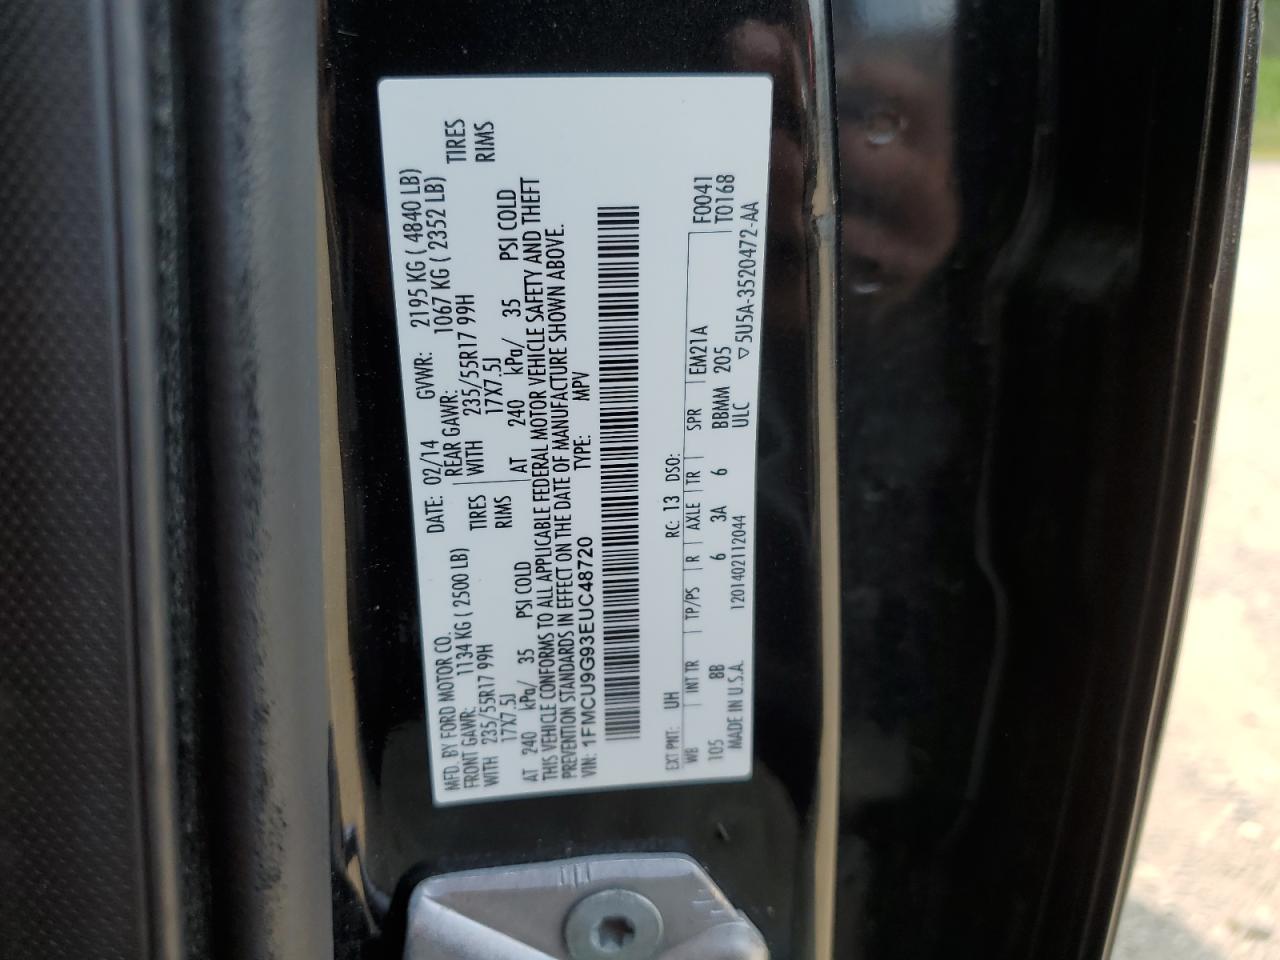 MFD. BY FORD MOTOR CO. DATE: 02/14 GVWR: 2195 KG ( 4840 LB)
FRONT GAWR: 1134 KG ( 2500 LB) REAR GAWR: 1067 KG ( 2352 LB)
WITH 235/55R17 99H TIRES WITH 235/55R17 99H TIRES
17X7.5J RIMS 17X7.5J RIMS
AT 240 kPa/ 35 PSI COLD AT 240 kPa/ 35 PSI COLD
THIS VEHICLE CONFORMS TO ALL APPLICABLE FEDERAL MOTOR VEHICLE SAFETY AND THEFT
PREVENTION STANDARDS IN EFFECT ON THE DATE OF MANUFACTURE SHOWN ABOVE.
VIN: 1FMCU9G93EUC48720 TYPE: MPV
EXT PNT: UH RC: 13 DSO:
WB INT TR TP/PS R AXLE TR SPR EM21A F0041
105 8B 6 3A 6 BBMM 205 T0168
MADE IN U.S.A. 1201402112044 ULC ▽5U5A-3520472-AA